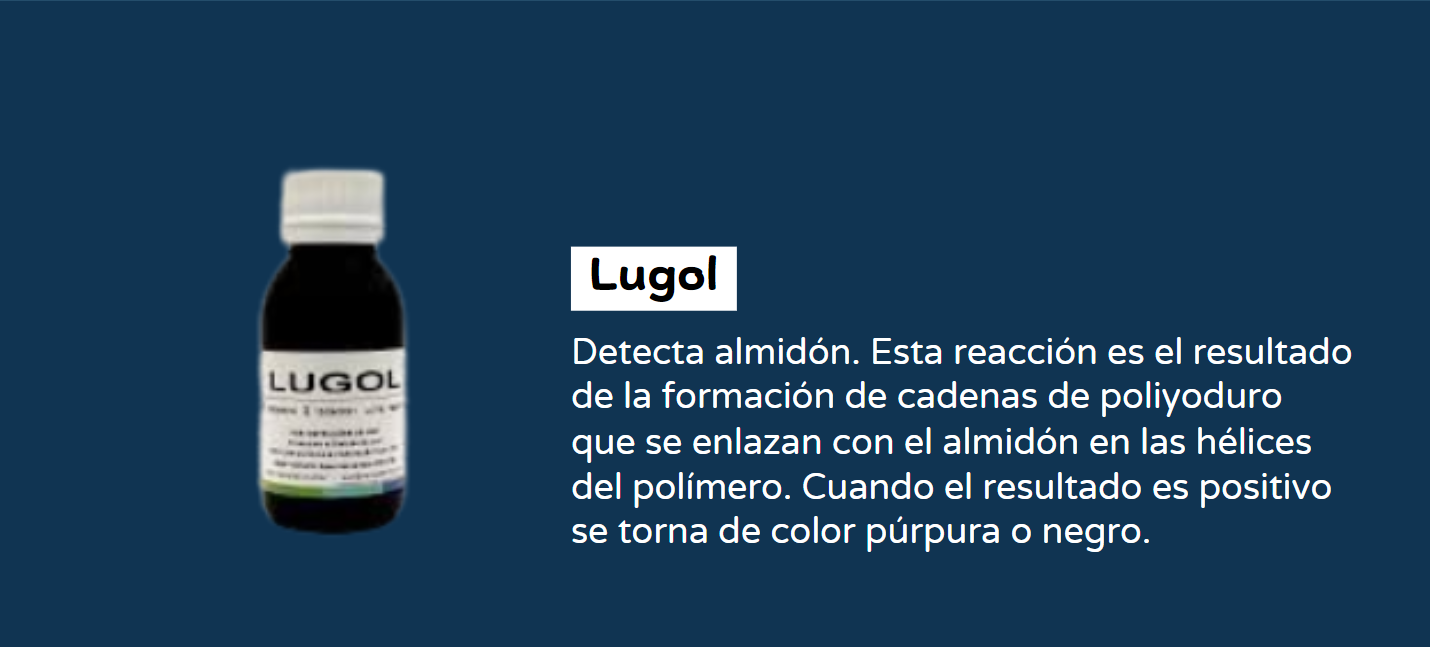 Lugol
Detecta almidón. Esta reacción es el resultado
de la formación de cadenas de poliyoduro
que se enlazan con el almidón en las hélices
del polímero. Cuando el resultado es positivo
se torna de color púrpura o negro.
LUGOL